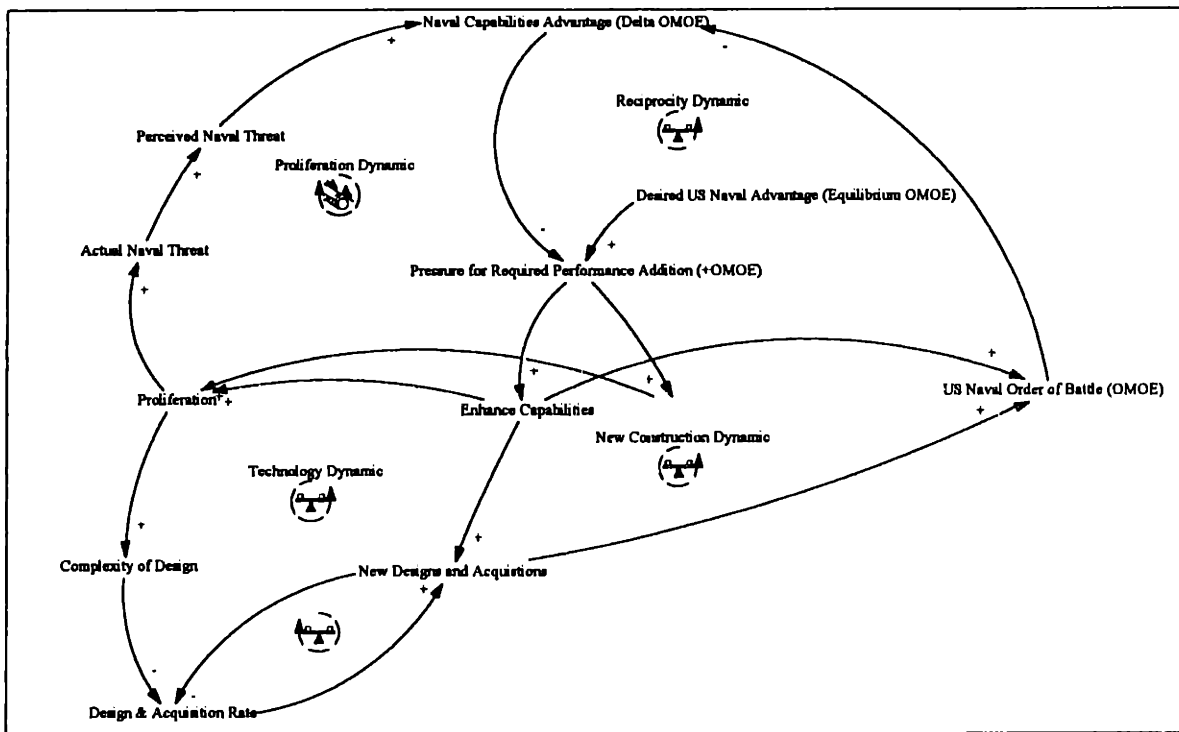 Naval Capabilities Advantage (Delta OMOE)
+
-
Reciprocity Dynamic
Perceived Naval Threat
Proliferation Dynamic
+
Desired US Naval Advantage (Equilibrium OMOE)
Actual Naval Threat
-
+
Pressure for Required Performance Addition (+OMOE)
+
+
+
+
US Naval Order of Battle (OMOE)
Proliferation
+
+
Enhance Capabilities
+
New Construction Dynamic
Technology Dynamic
+
+
Complexity of Design
New Designs and Acquistions
+
-
-
Design & Acquisition Rate